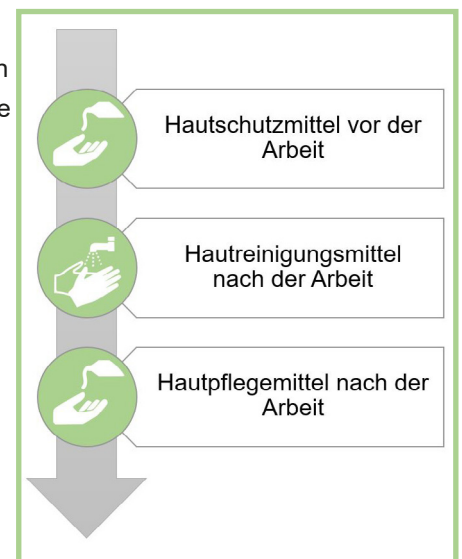 n
e
Hautschutzmittel vor der
Arbeit
Hautreinigungsmittel
nach der Arbeit
Hautpflegemittel nach der
Arbeit